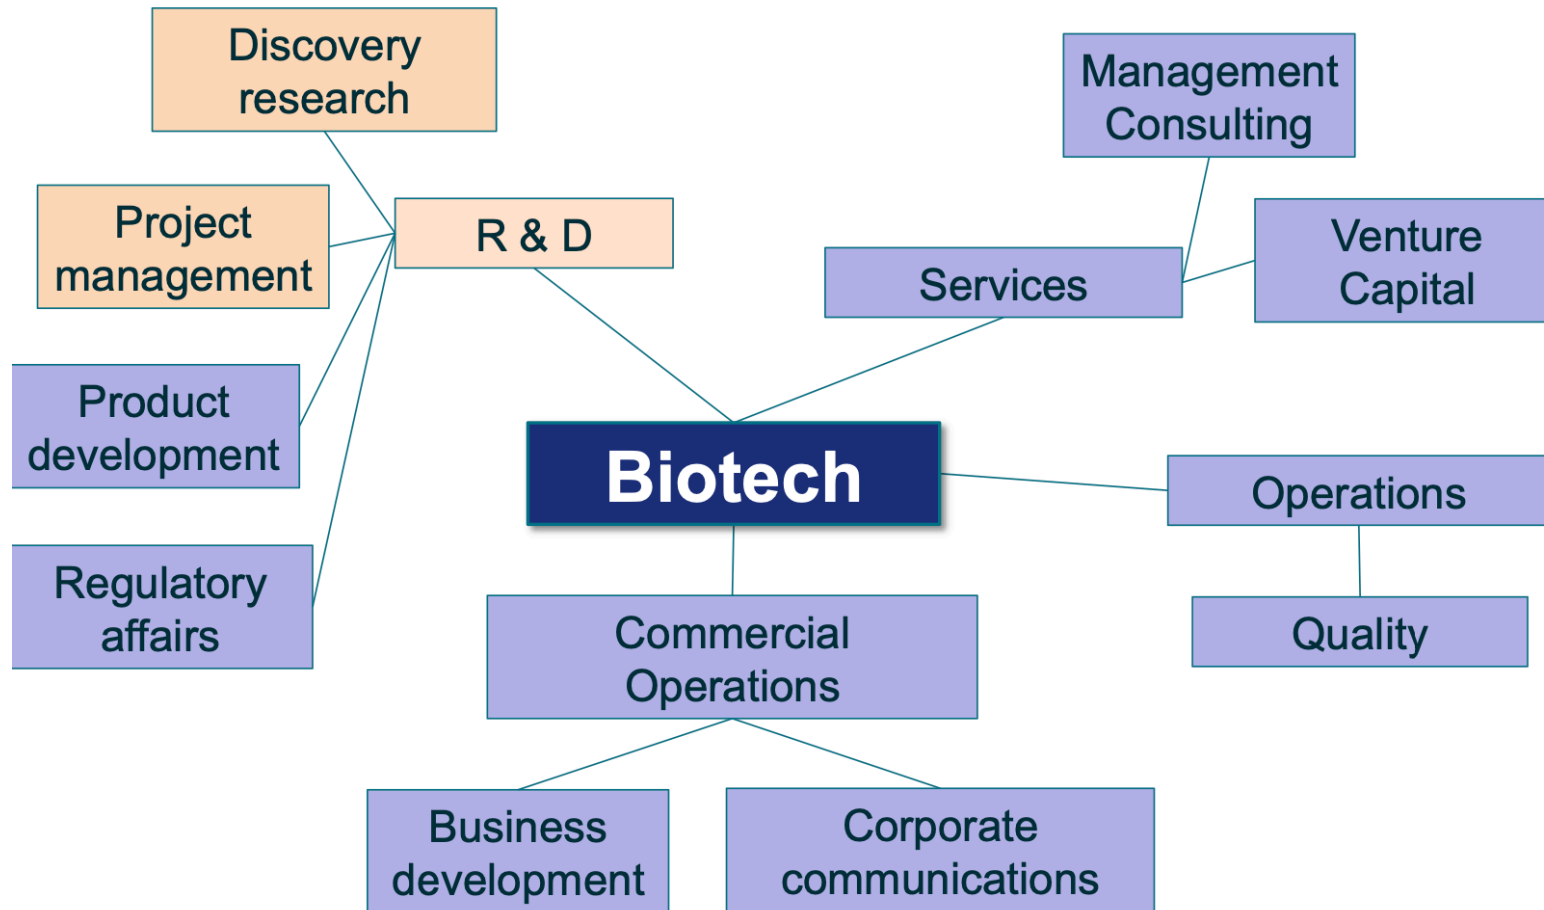 Discovery
research
Management
Consulting
Project
management
R & D
Venture
Capital
Services
Product
development
Biotech
Operations
Regulatory
affairs
Commercial
Operations
Quality
Business
development
Corporate
communications